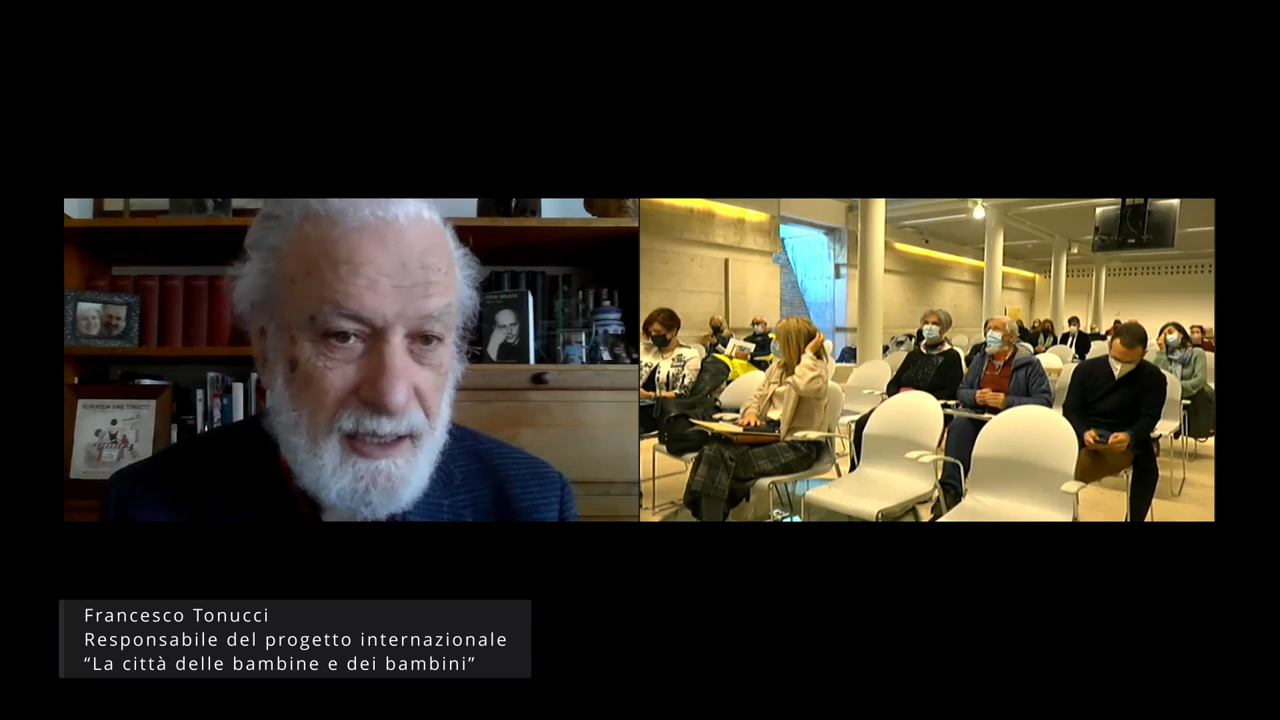 Francesco Tonucci
Responsabile del progetto internazionale
“La città delle bambine e dei bambini”